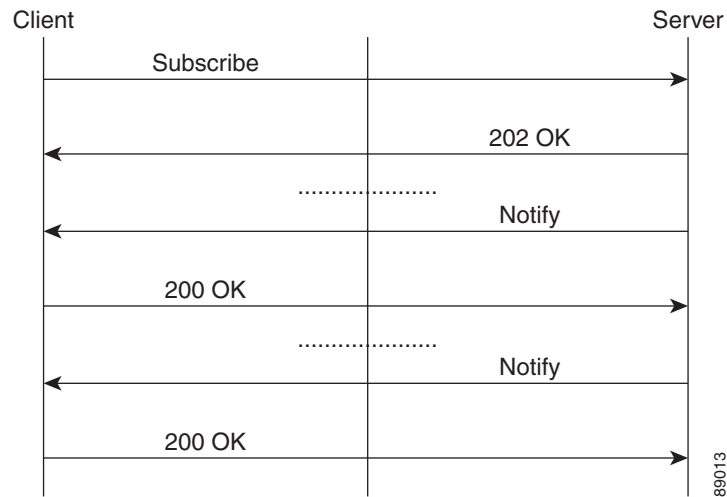 Client
Server
Subscribe
202 OK
.....................
Notify
200 OK
.....................
Notify
200 OK
89013